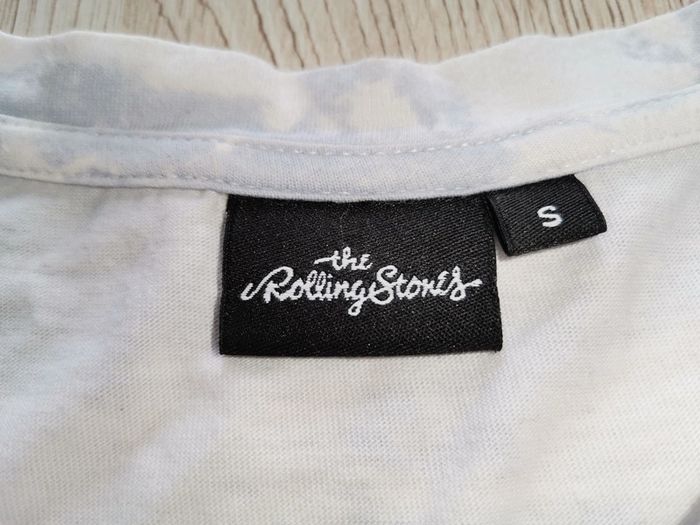 the
Rolling Stones
S